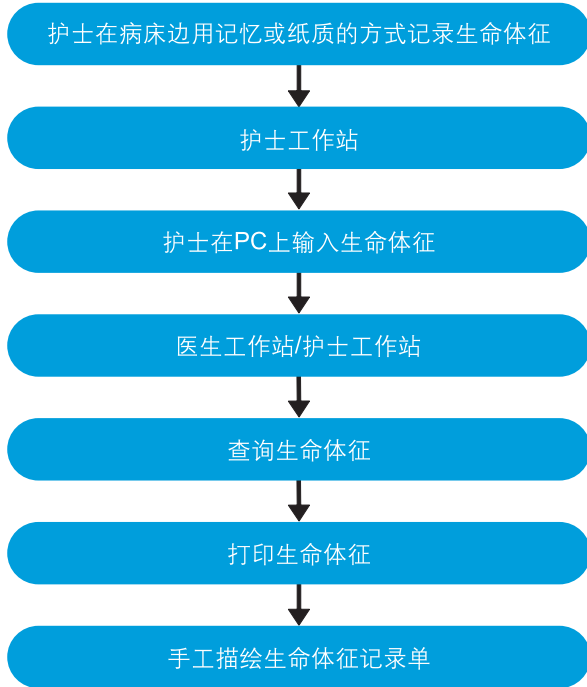 护士在病床边用记忆或纸质的方式记录生命体征
护士工作站
护士在PC上输入生命体征
医生工作站/护士工作站
查询生命体征
打印生命体征
手工描绘生命体征记录单